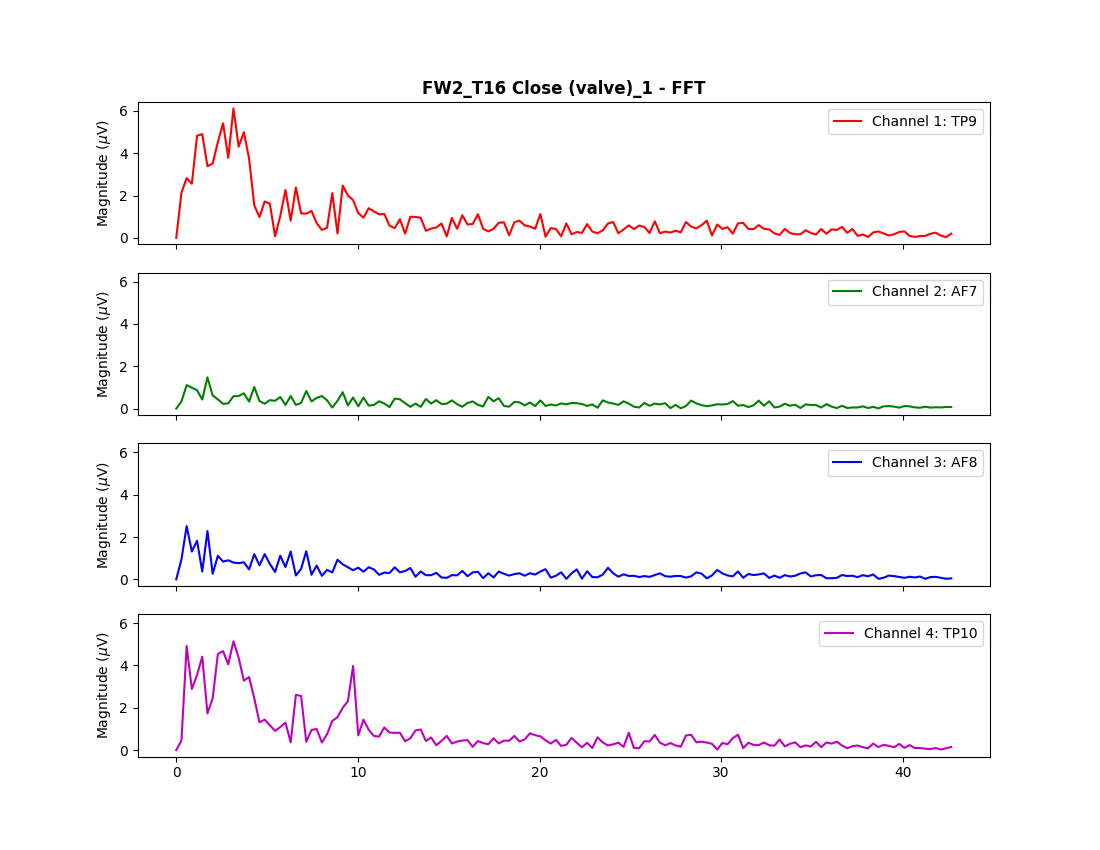 FW2_T16 Close (valve)_1 - FFT
6
4
2
0
Magnitude (μV)
Channel 1: TP9
6
4
2
0
Magnitude (μV)
Channel 2: AF7
6
4
2
0
Magnitude (μV)
Channel 3: AF8
6
4
2
0
Magnitude (μV)
Channel 4: TP10
0 10 20 30 40